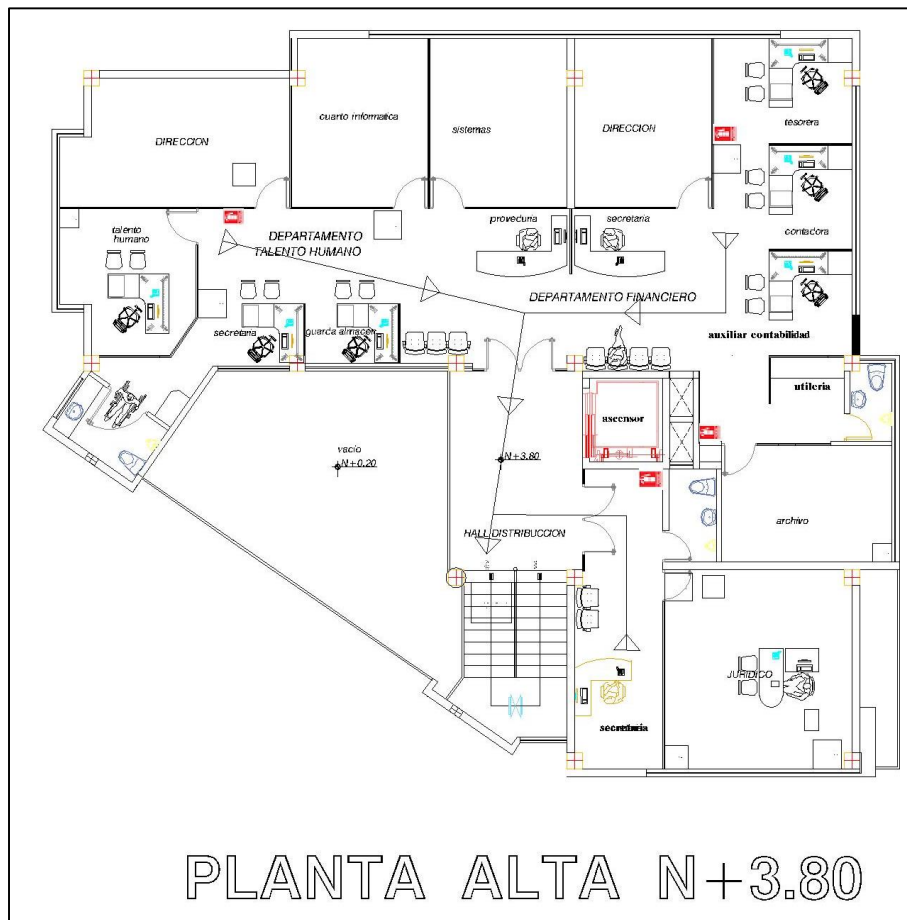 DIRECCION
cuarto informatica
sistemas
DIRECCION
tesorera
talento
humano
DEPARTAMENTO
TALENTO HUMANO
proveduria
secretaria
contadora
DEPARTAMENTO FINANCIERO
secretaria
guarda almacen
auxiliar contabilidad
utileria
ascensor
vacio
N+0.20
N+3.80
HALL DISTRIBUCCION
archivo
JURIDICO
secretaria
PLANTA ALTA N+3.80